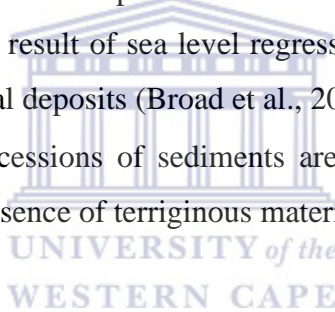 result of sea level regress
al deposits (Broad et al., 20
cessions of sediments are
sence of terriginous materi
UNIVERSITY of the
WESTERN CAPE